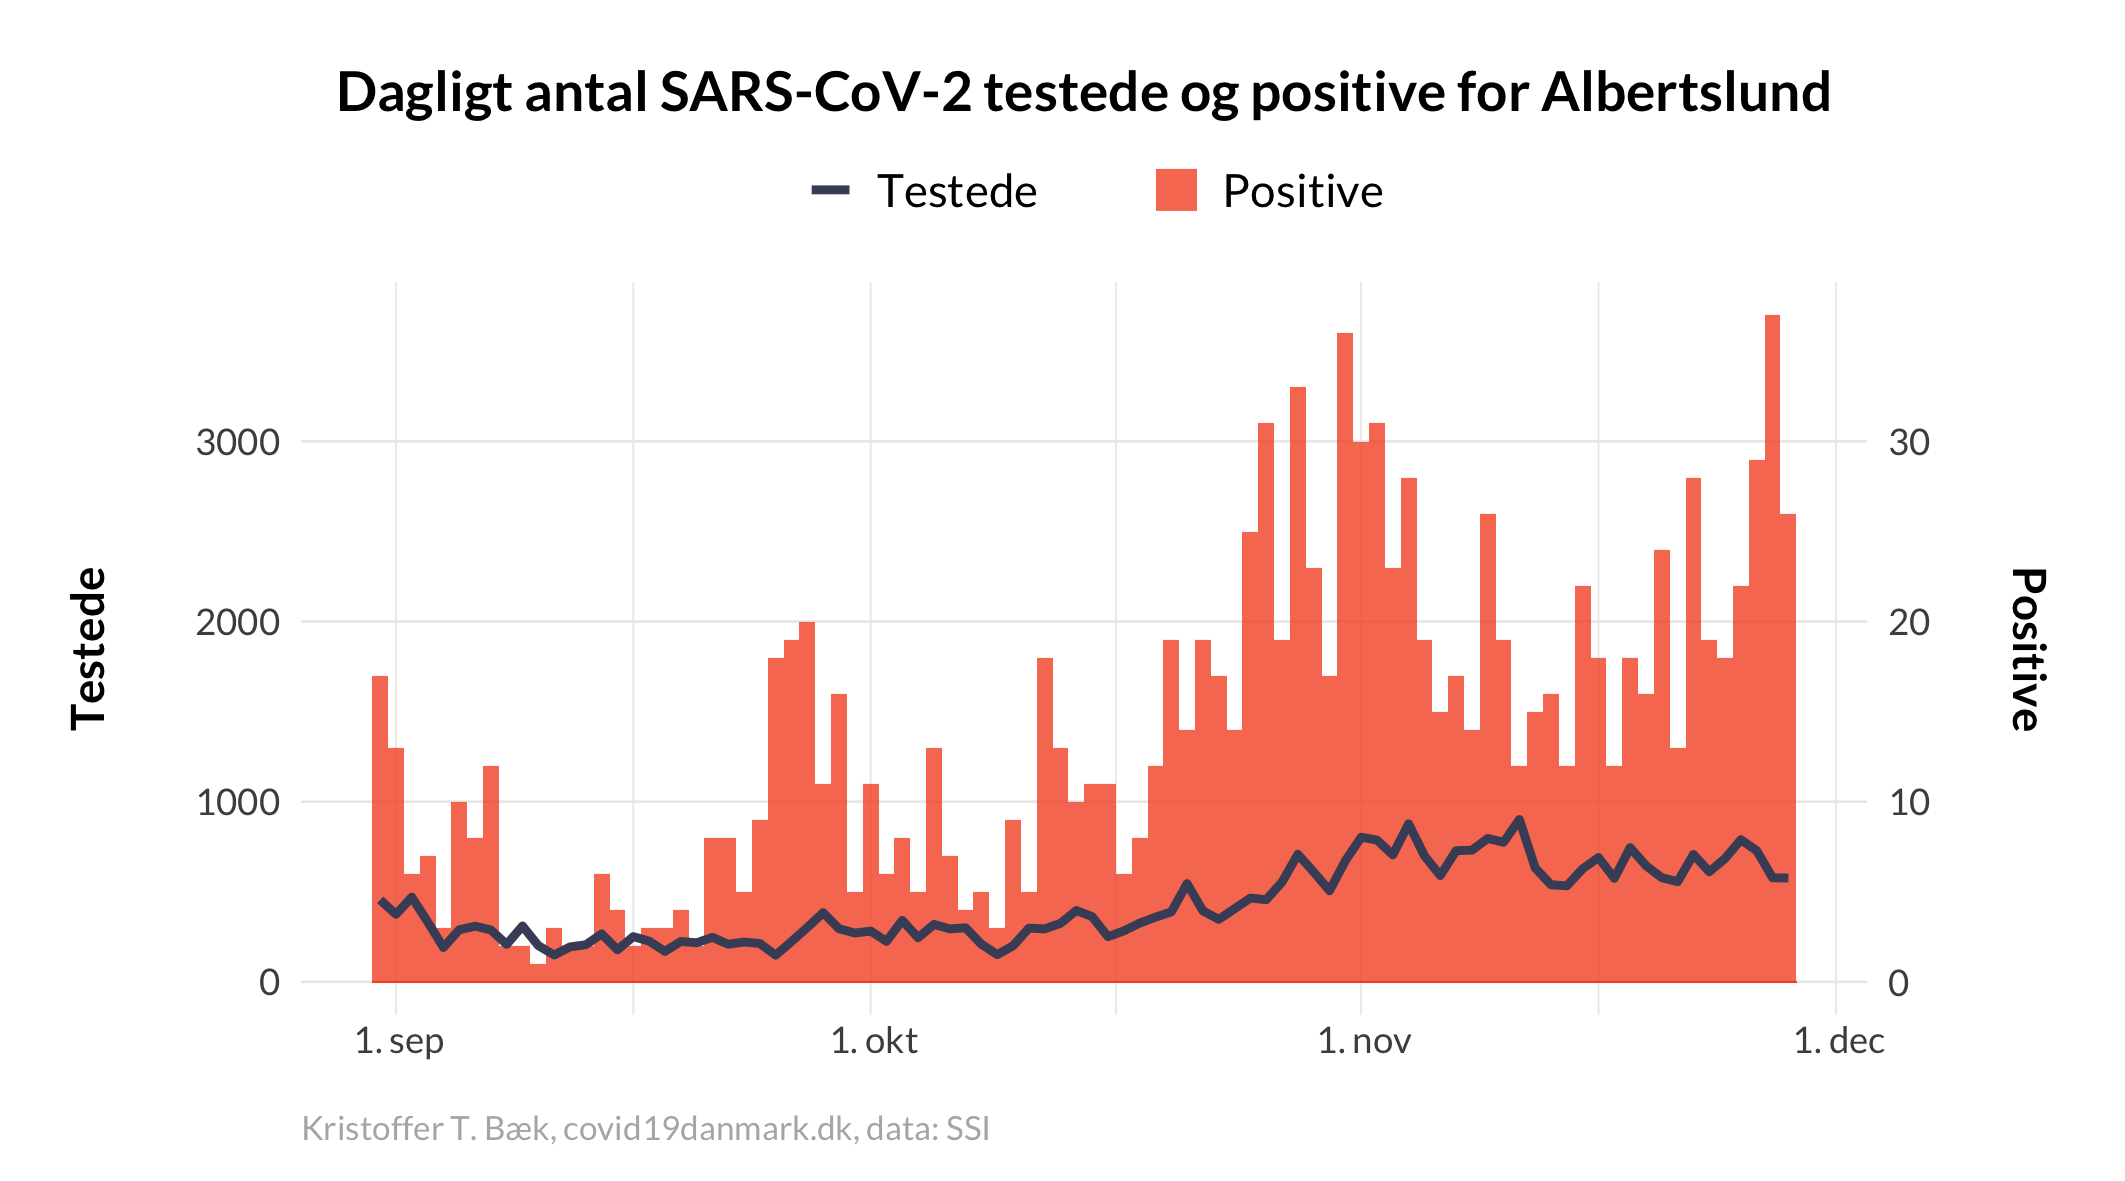 Dagligt antal SARS-CoV-2 testede og positive for Albertslund
Testede
Positive
3000
2000
1000
0
Testede
30
20
10
0
Positive
1. sep
1. okt
1. nov
1. dec
Kristoffer T. Bæk, covid19danmark.dk, data: SSI